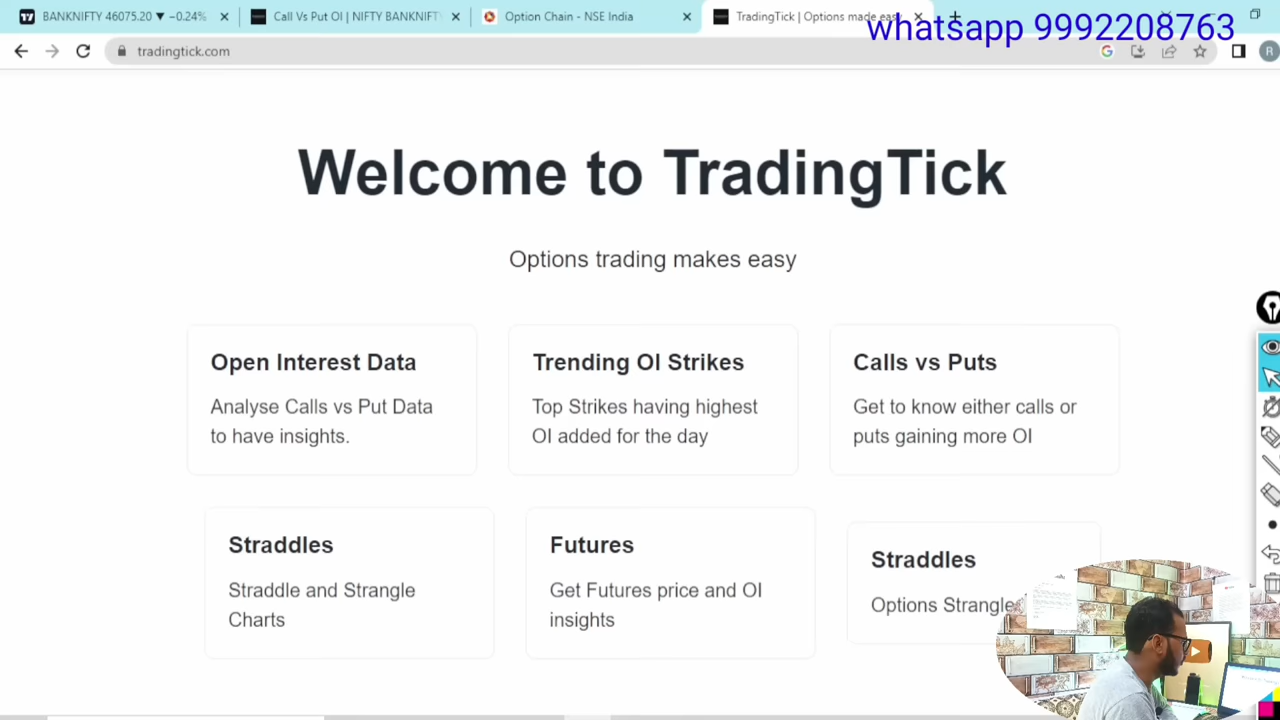 BANKNIFTY 46075.20 ▼ −0.24%
Call Vs Put OI | NIFTY BANKNIFT
Option Chain - NSE India
TradingTick | Options made eas
whatsapp 9992208763
tradingtick.com
R
Welcome to TradingTick
Options trading makes easy
Open Interest Data
Analyse Calls vs Put Data
to have insights.
Trending OI Strikes
Top Strikes having highest
OI added for the day
Calls vs Puts
Get to know either calls or
puts gaining more OI
Straddles
Straddle and Strangle
Charts
Futures
Get Futures price and OI
insights
Straddles
Options Strangle